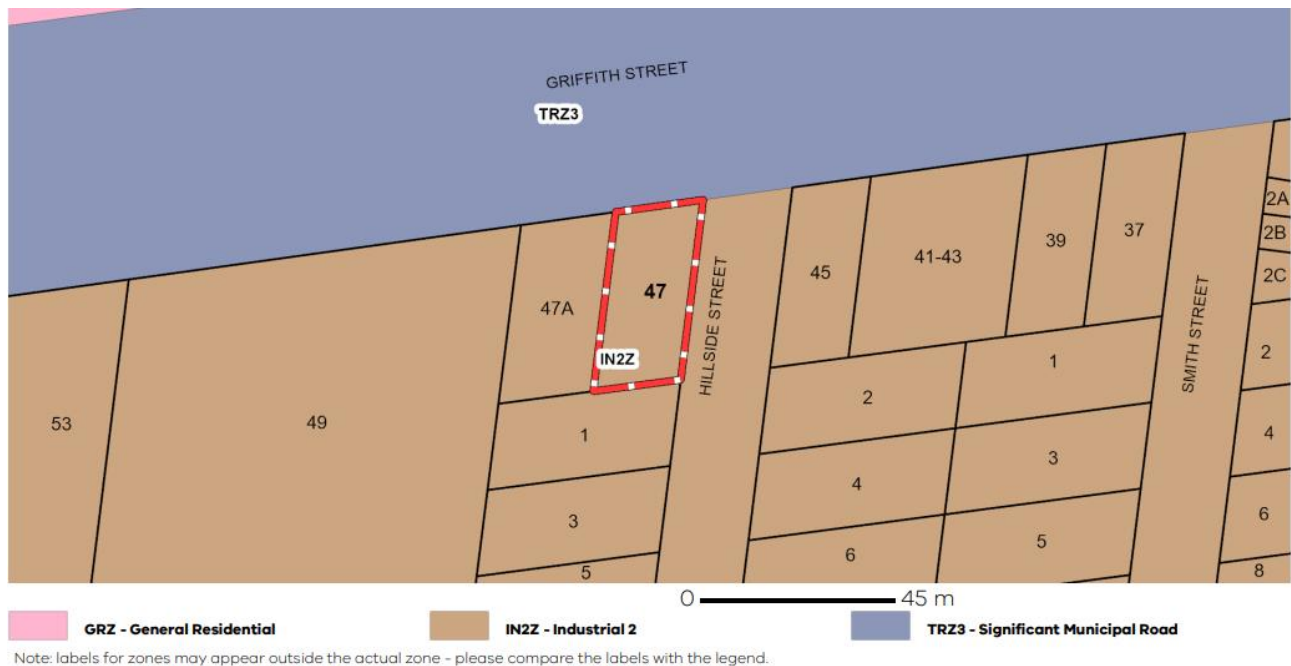 GRIFFITH STREET
TRZ3
2A
37
2B
39
41-43
2C
47
45
47A
HILLSIDE STREET
SMITH STREET
IN2Z
2
1
2
53
49
1
4
3
4
3
6
5
6
5
8
0 45 m
GRZ - General Residential IN2Z - Industrial 2 TRZ3 - Significant Municipal Road
Note: labels for zones may appear outside the actual zone - please compare the labels with the legend.